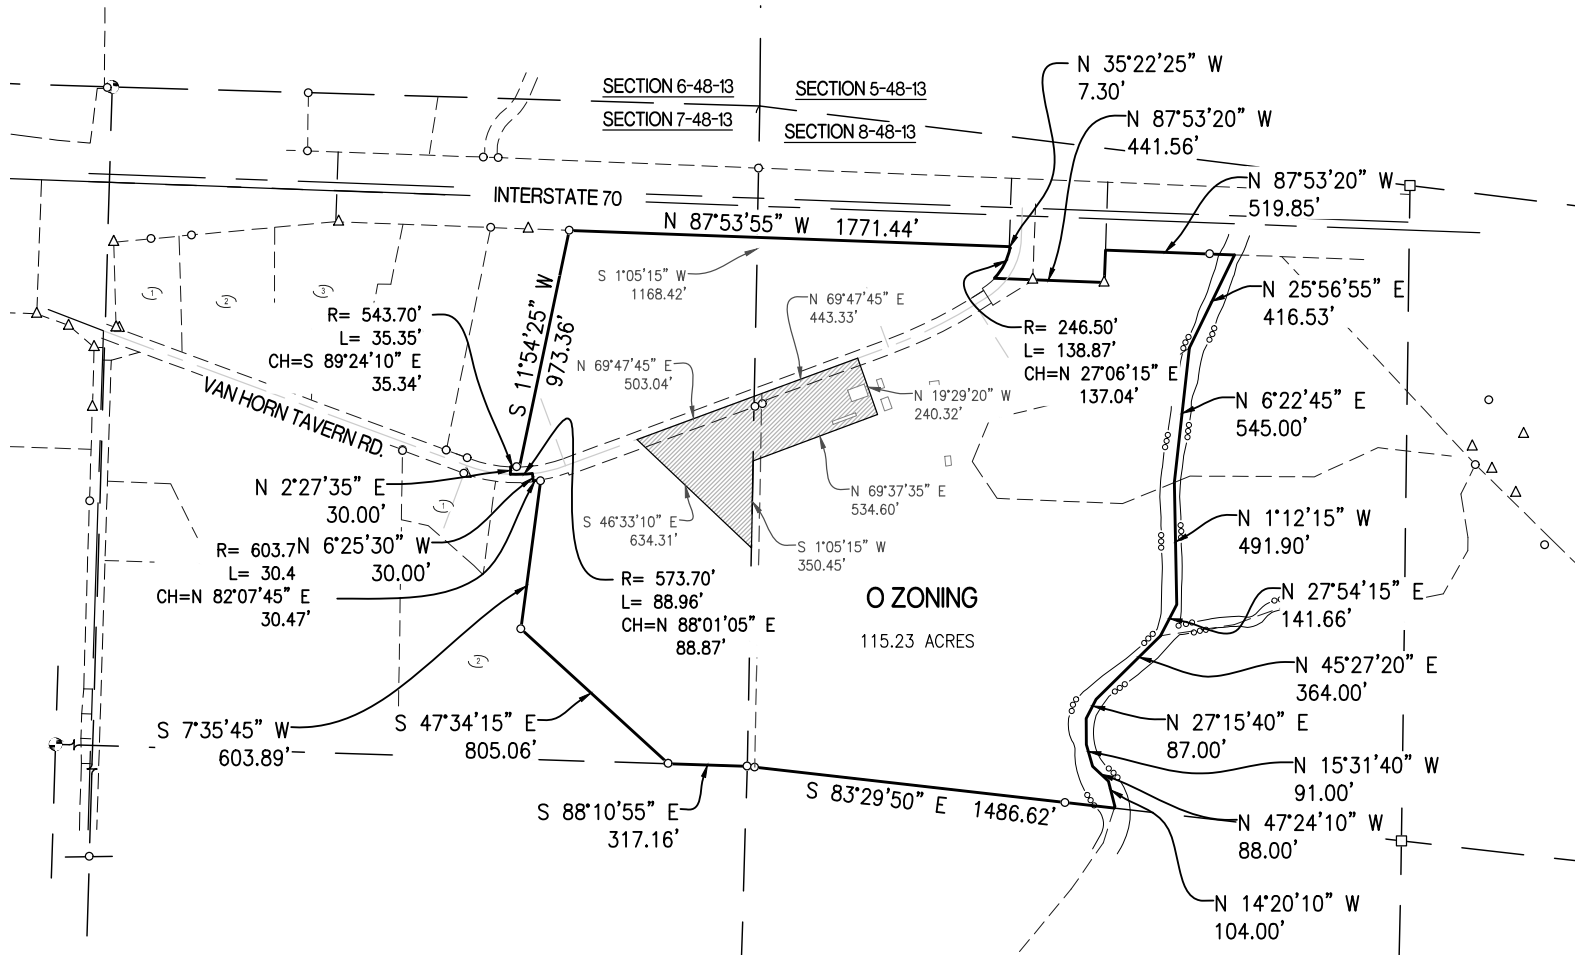 SECTION 6-48-13
SECTION 7-48-13
SECTION 5-48-13
SECTION 8-48-13
N 35°22'25" W
7.30'
N 87°53'20" W
441.56'
N 87°53'20" W
519.85'
INTERSTATE 70
N 87°53'55" W 1771.44'
S 1°05'15" W
1168.42'
N 69°47'45" E
443.33'
N 25°56'55" E
416.53'
1
2
3
R= 543.70'
L= 35.35'
CH=S 89°24'10" E
35.34'
S 11°54'25" W
973.36'
N 69°47'45" E
503.04'
R= 246.50'
L= 138.87'
CH=N 27°06'15" E
137.04'
N 19°29'20" W
240.32'
N 6°22'45" E
545.00'
VAN HORN TAVERN RD.
N 2°27'35" E
30.00'
1
N 69°37'35" E
534.60'
S 46°33'10" E
634.31'
N 1°12'15" W
491.90'
N 6°25'30" W
30.00'
R= 603.7
L= 30.4
CH=N 82°07'45" E
30.47'
S 1°05'15" W
350.45'
R= 573.70'
L= 88.96'
CH=N 88°01'05" E
88.87'
O ZONING
115.23 ACRES
N 27°54'15" E
141.66'
2
N 45°27'20" E
364.00'
S 7°35'45" W
603.89'
S 47°34'15" E
805.06'
N 27°15'40" E
87.00'
N 15°31'40" W
91.00'
S 88°10'55" E
317.16'
S 83°29'50" E 1486.62'
N 47°24'10" W
88.00'
N 14°20'10" W
104.00'